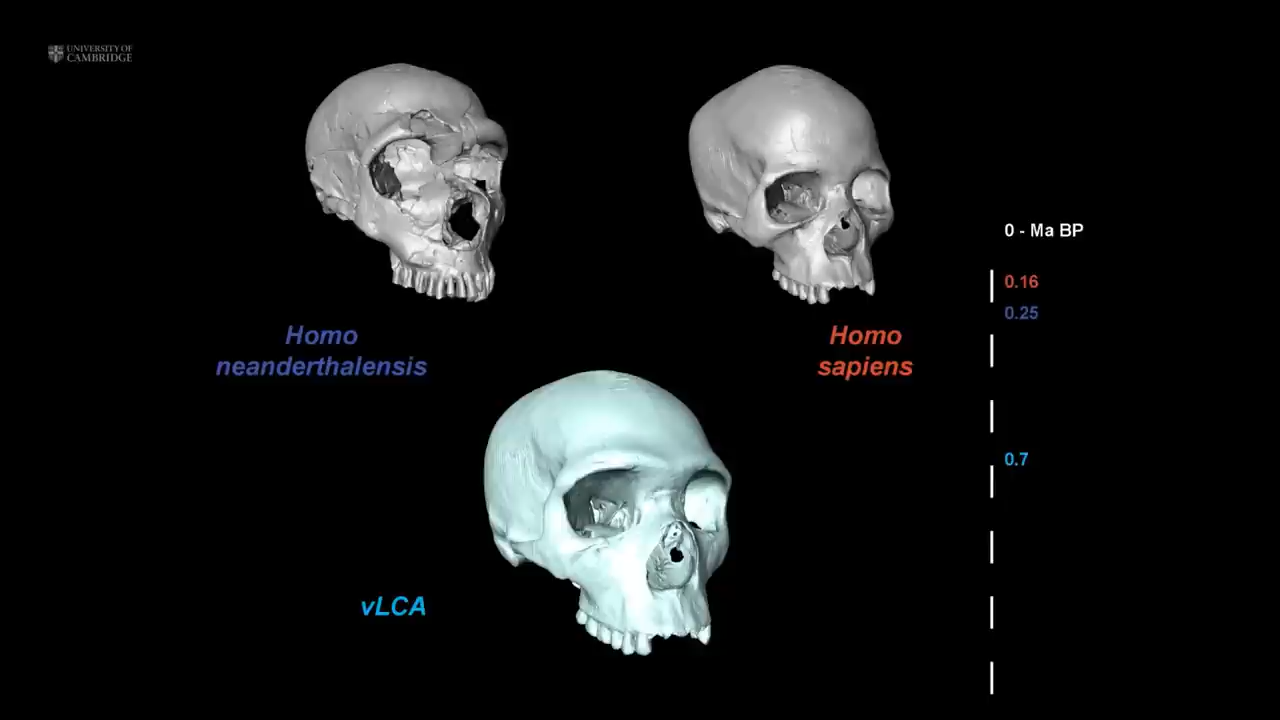 UNIVERSITY OF
CAMBRIDGE
Homo
neanderthalensis
Homo
sapiens
vLCA
0 - Ma BP
0.16
0.25
0.7